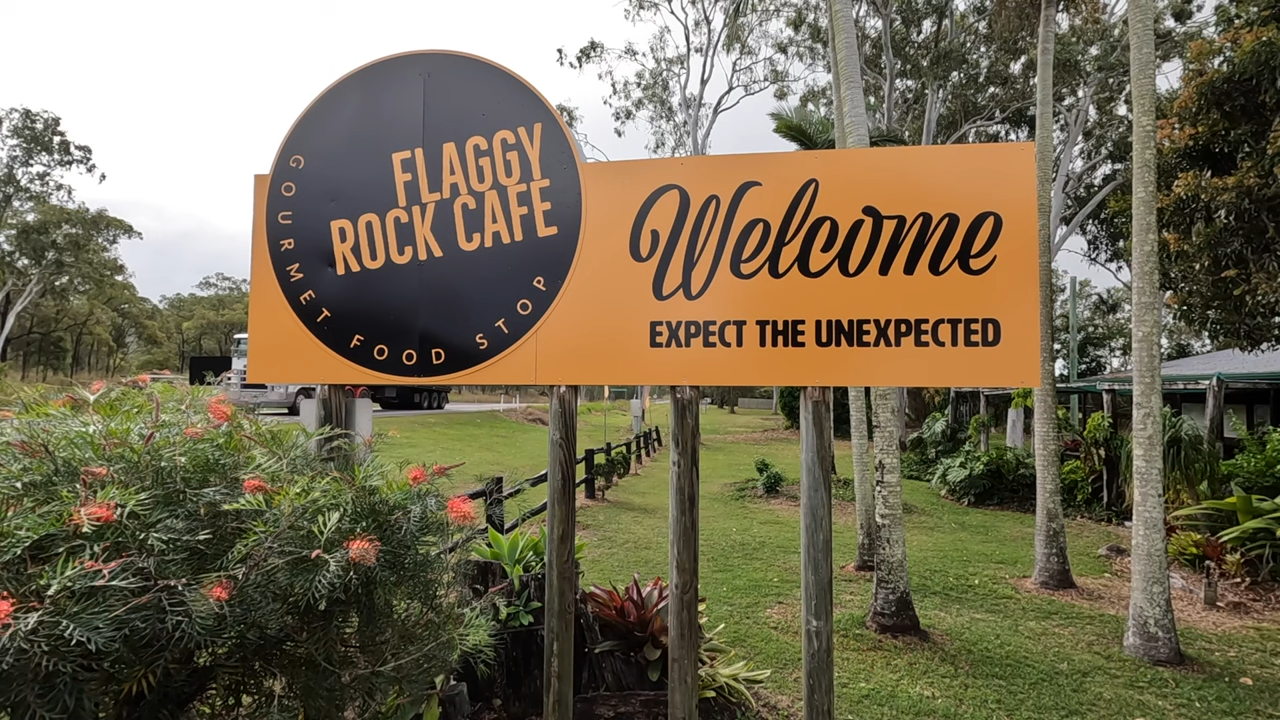 FLAGGY
ROCK CAFE
GOURMET FOOD STOP
Welcome
EXPECT THE UNEXPECTED